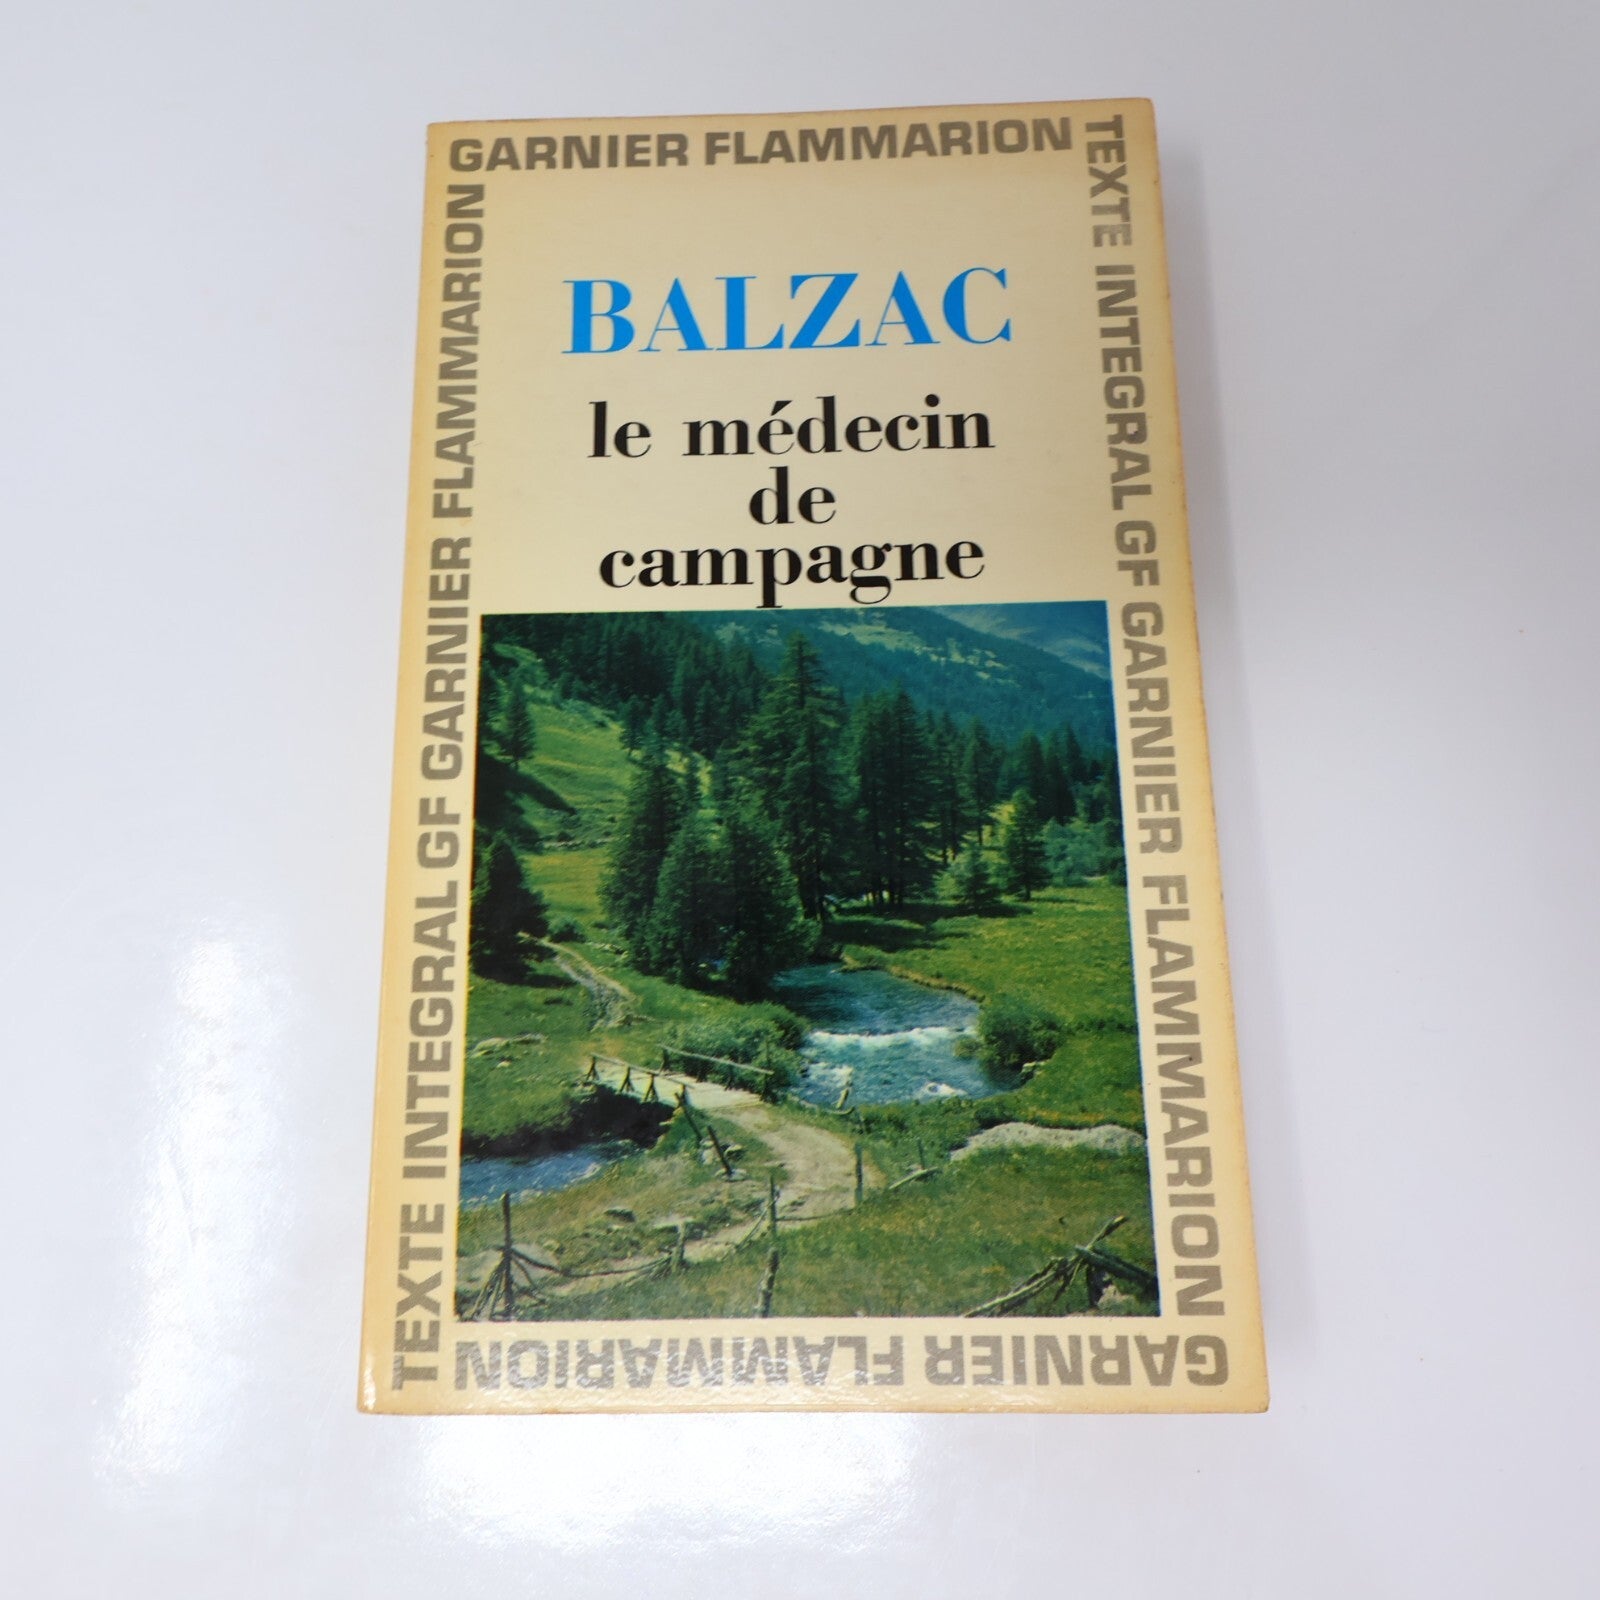 GARNIER FLAMMARION
TEXTE INTEGRAL GF GARNIER FLAMMARION
BALZAC
le médecin
de
campagne
GARNIER FLAMMARION
TEXTE INTEGRAL GF GARNIER FLAMMARION